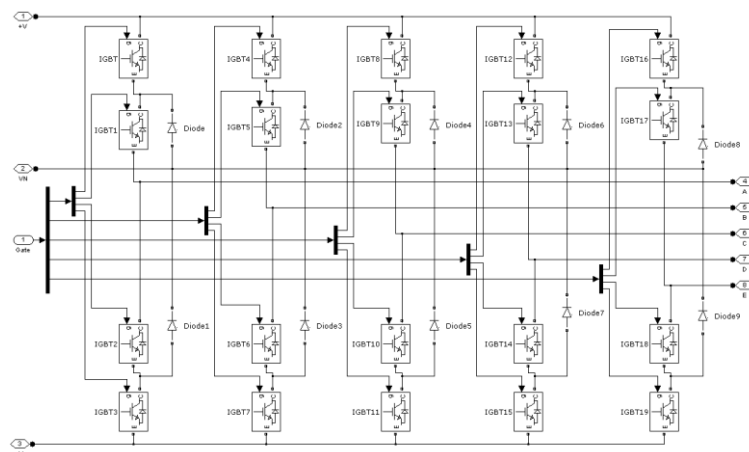 1
+V
g C
E
IGBT
g C
E
IGBT4
g C
E
IGBT8
g C
E
IGBT12
g C
E
IGBT16
g C
E
IGBT1
Diode
g C
E
IGBT5
Diode2
g C
E
IGBT9
Diode4
g C
E
IGBT13
Diode6
g C
E
IGBT17
Diode8
2
VN
4
A
5
B
6
C
1
Gate
7
D
8
E
g C
E
IGBT2
Diode1
g C
E
IGBT6
Diode3
g C
E
IGBT10
Diode5
g C
E
IGBT14
Diode7
g C
E
IGBT18
Diode9
g C
E
IGBT3
g C
E
IGBT7
g C
E
IGBT11
g C
E
IGBT15
g C
E
IGBT19
3